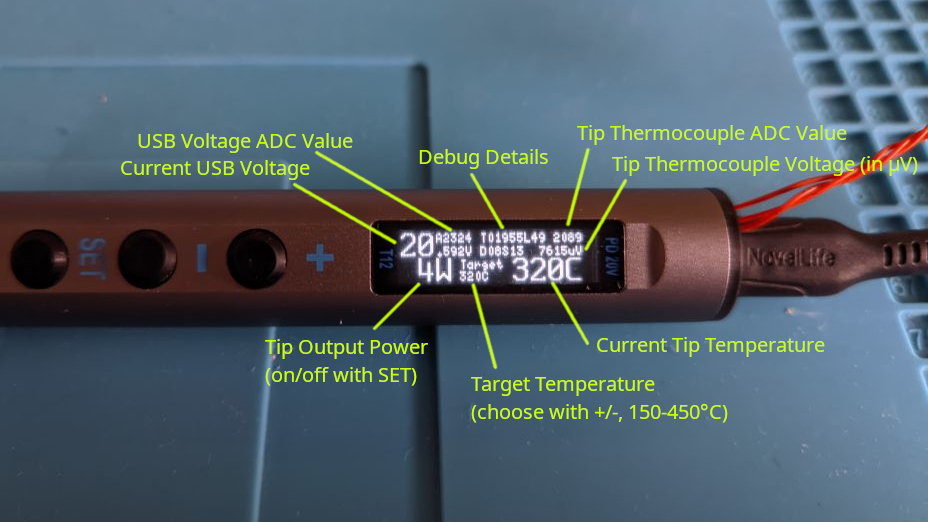 USB Voltage ADC Value
Current USB Voltage
Debug Details
Tip Thermocouple ADC Value
Tip Thermocouple Voltage (in µV)
SET
−
+
T12
20 A2324 T01955L49 2089
.592V D08S13 7615uV
4W Target 320C
320C
PD 20V
NovelLife
Tip Output Power
(on/off with SET)
Current Tip Temperature
Target Temperature
(choose with +/-, 150-450°C)